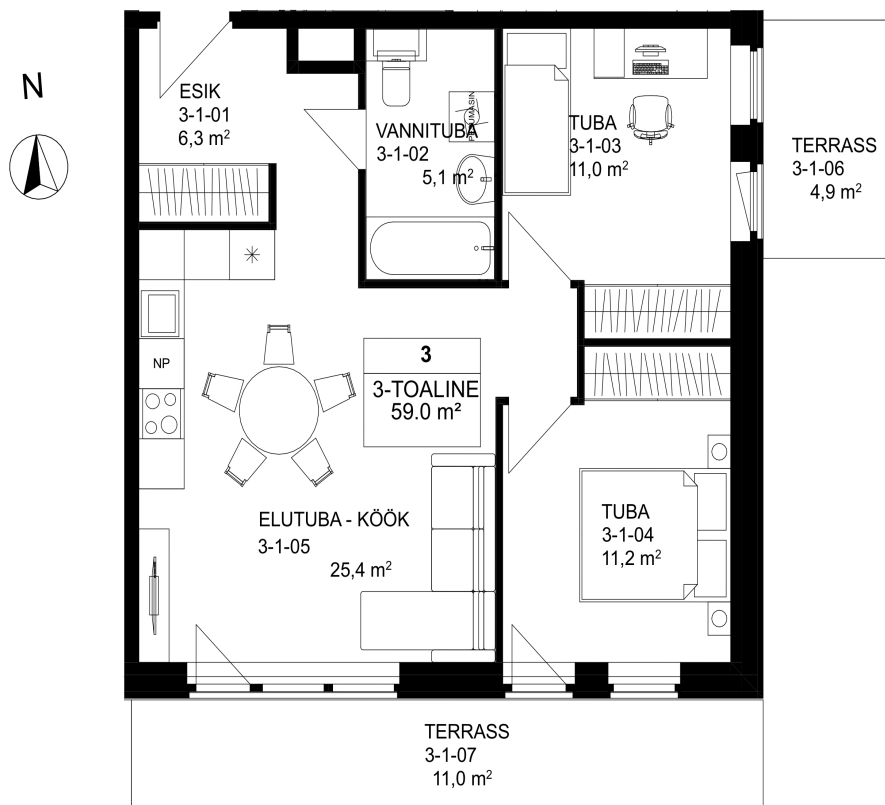 N
ESIK
3-1-01
6,3 m²
VANNITUBA
3-1-02
5,1 m²
PESUMASIN
TUBA
3-1-03
11,0 m²
TERRASS
3-1-06
4,9 m²
NP
3
3-TOALINE
59.0 m²
ELUTUBA - KÖÖK
3-1-05
25,4 m²
TUBA
3-1-04
11,2 m²
TERRASS
3-1-07
11,0 m²